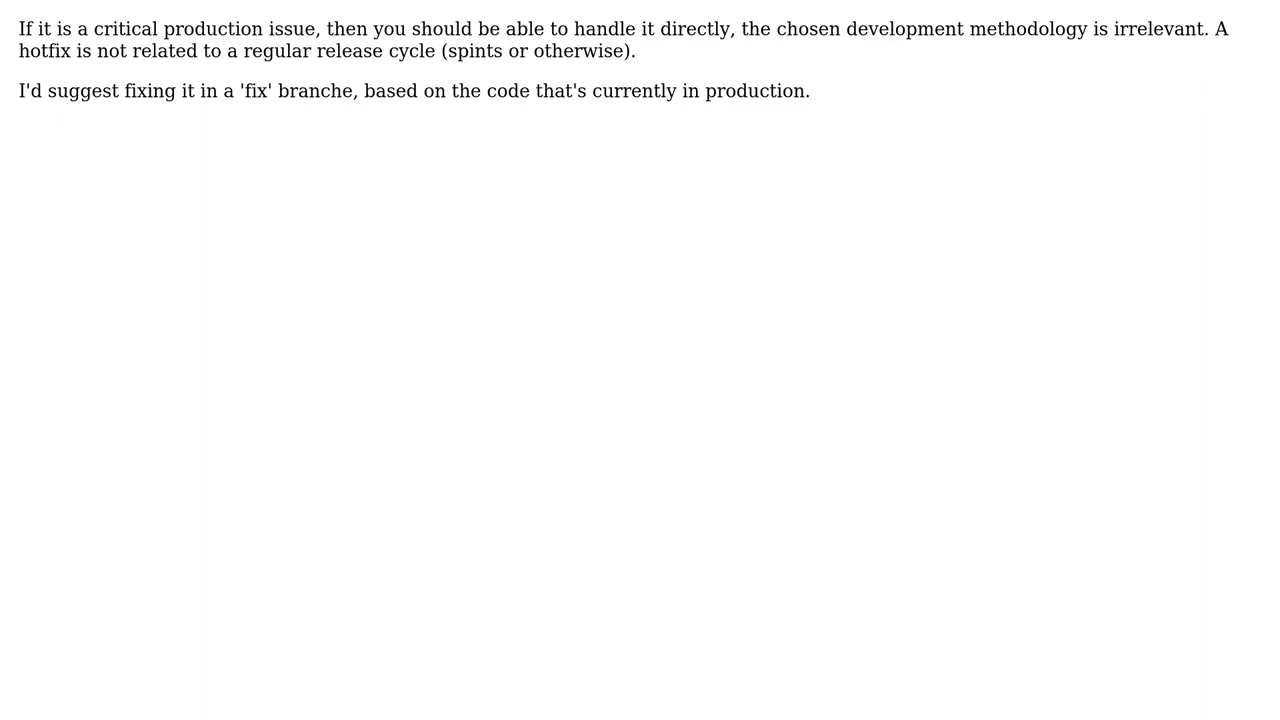 If it is a critical production issue, then you should be able to handle it directly, the chosen development methodology is irrelevant. A
hotfix is not related to a regular release cycle (spints or otherwise).
I'd suggest fixing it in a 'fix' branche, based on the code that's currently in production.